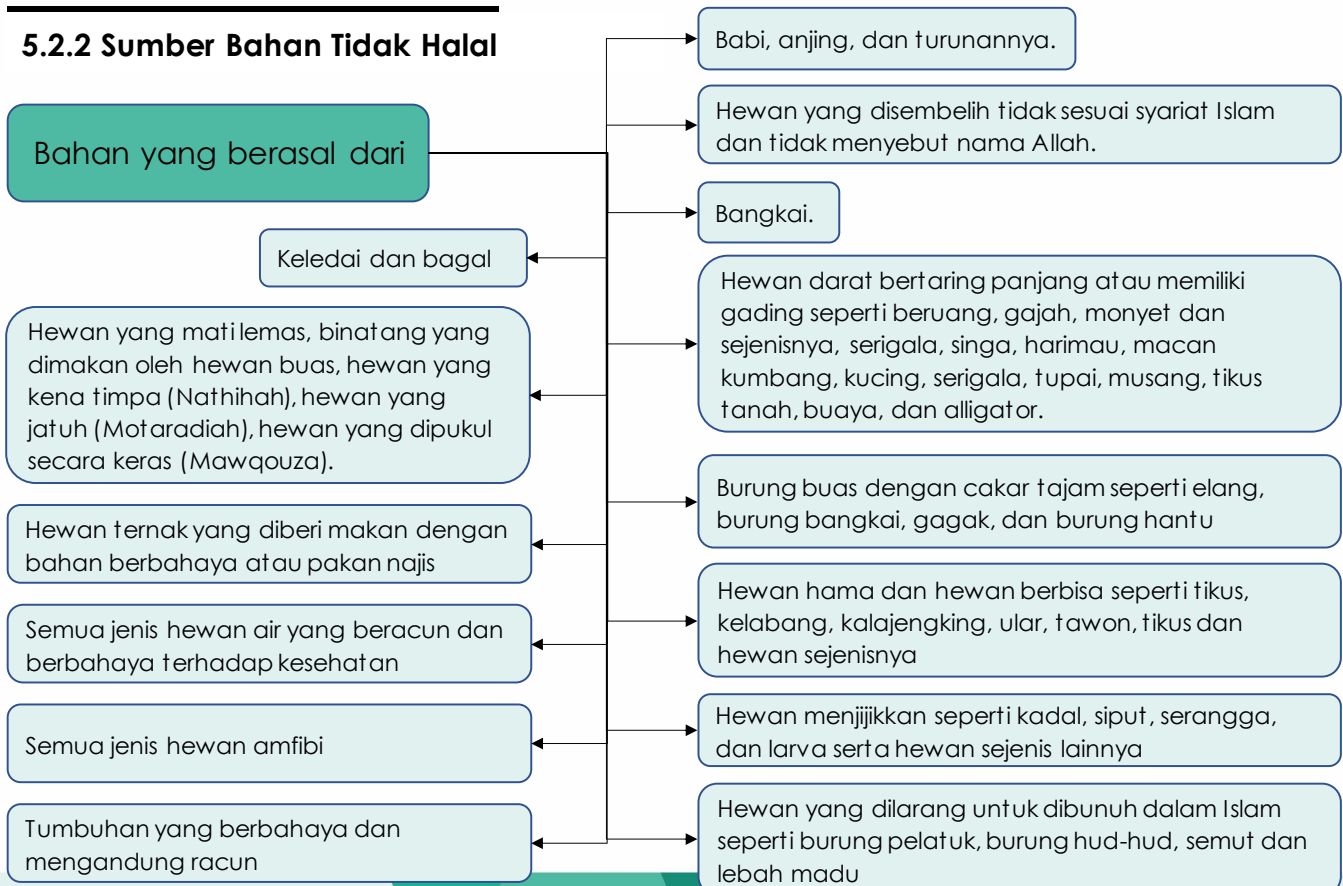 5.2.2 Sumber Bahan Tidak Halal
Bahan yang berasal dari
Babi, anjing, dan turunannya.
Hewan yang disembelih tidak sesuai syariat Islam
dan tidak menyebut nama Allah.
Bangkai.
Hewan darat bertaring panjang atau memiliki
gading seperti beruang, gajah, monyet dan
sejenisnya, serigala, singa, harimau, macan
kumbang, kucing, serigala, tupai, musang, tikus
tanah, buaya, dan alligator.
Burung buas dengan cakar tajam seperti elang,
burung bangkai, gagak, dan burung hantu
Hewan hama dan hewan berbisa seperti tikus,
kelabang, kalajengking, ular, tawon, tikus dan
hewan sejenisnya
Hewan menjijikkan seperti kadal, siput, serangga,
dan larva serta hewan sejenis lainnya
Hewan yang dilarang untuk dibunuh dalam Islam
seperti burung pelatuk, burung hud-hud, semut dan
lebah madu
Keledai dan bagal
Hewan yang mati lemas, binatang yang
dimakan oleh hewan buas, hewan yang
kena timpa (Nathihah), hewan yang
jatuh (Motaradiah), hewan yang dipukul
secara keras (Mawqouza).
Hewan ternak yang diberi makan dengan
bahan berbahaya atau pakan najis
Semua jenis hewan air yang beracun dan
berbahaya terhadap kesehatan
Semua jenis hewan amfibi
Tumbuhan yang berbahaya dan
mengandung racun